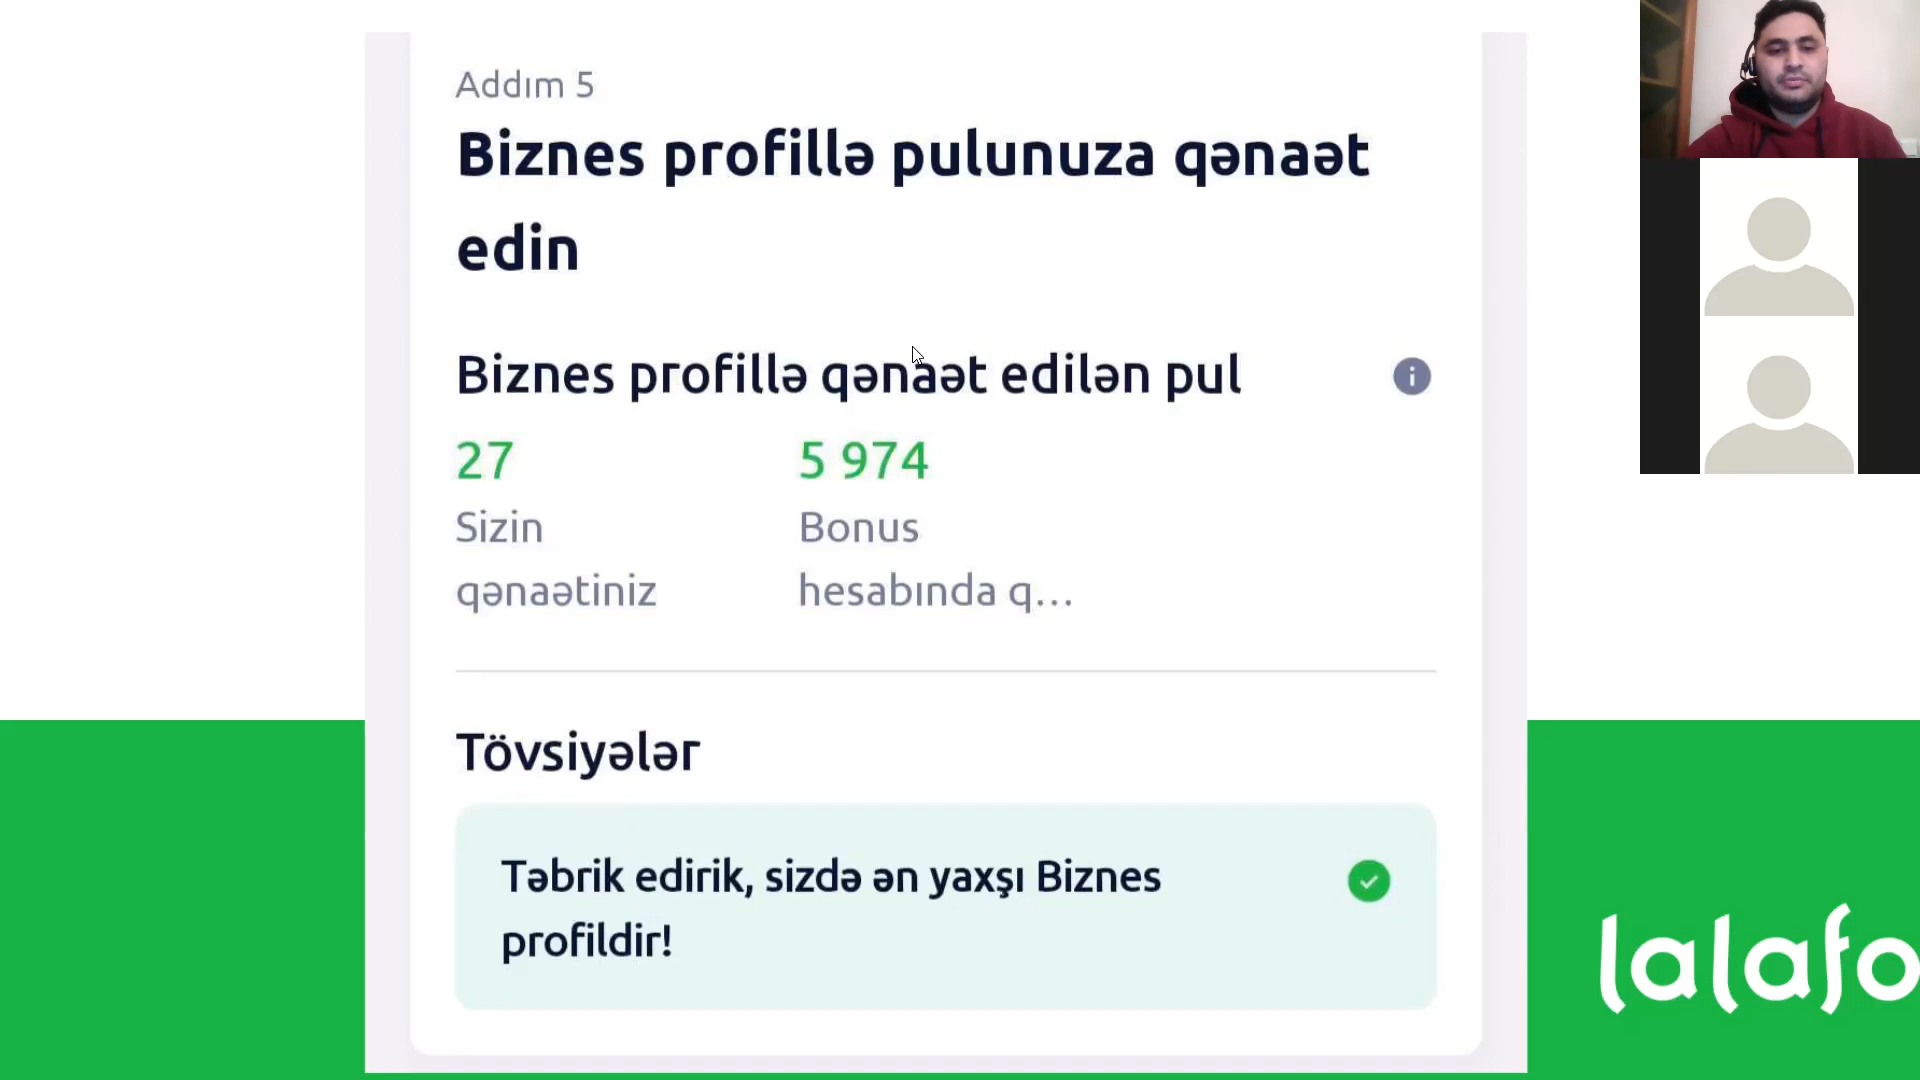 Addım 5
Biznes profillə pulunuza qənaət
edin
Biznes profillə qənaət edilən pul
27
Sizin
qənaətiniz
5 974
Bonus
hesabında q...
Tövsiyələr
Təbrik edirik, sizdə ən yaxşı Biznes
profildir!
lalafo